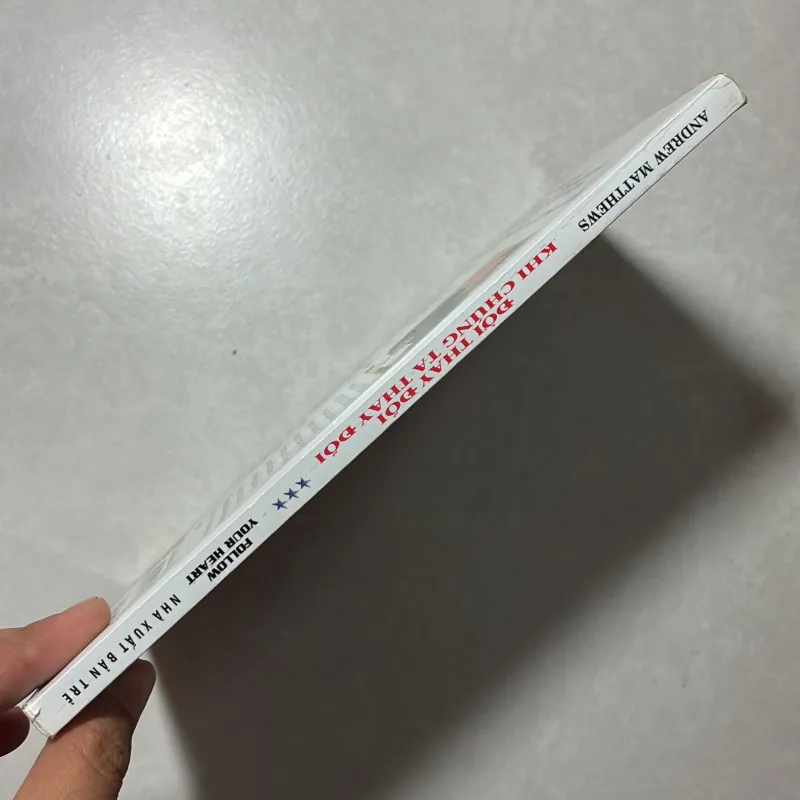 ANDREW MATTHEWS
ĐỜI THAY ĐỔI
KHI CHÚNG TA THAY ĐỔI
FOLLOW
YOUR HEART
NHÀ XUẤT BẢN TRẺ